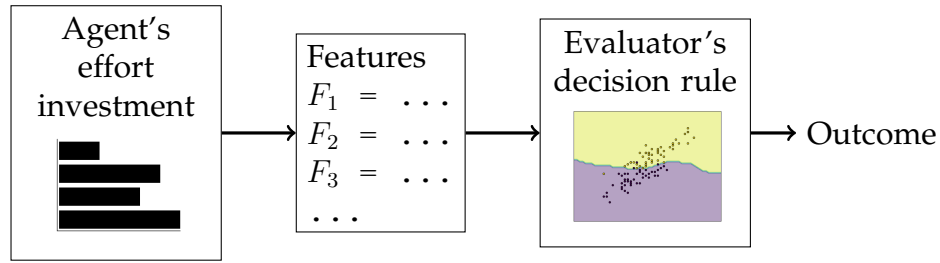 Agent's
effort
investment
Features
F₁ = ...
F₂ = ...
F₃ = ...
...
Evaluator's
decision rule
Outcome